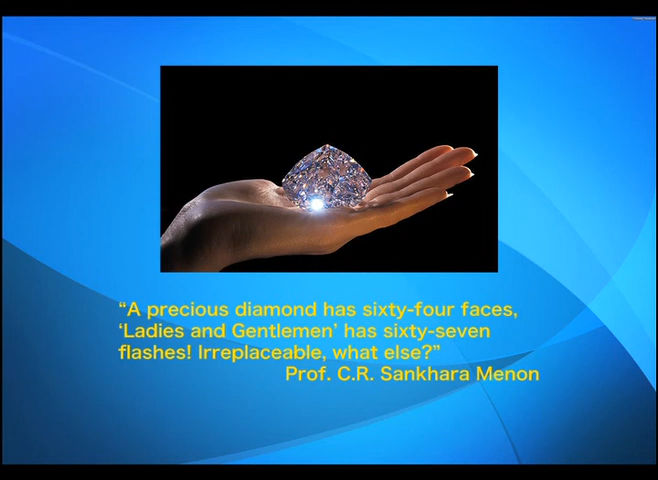 “A precious diamond has sixty-four faces,
‘Ladies and Gentlemen’ has sixty-seven
flashes! Irreplaceable, what else?”
Prof. C.R. Sankhara Menon